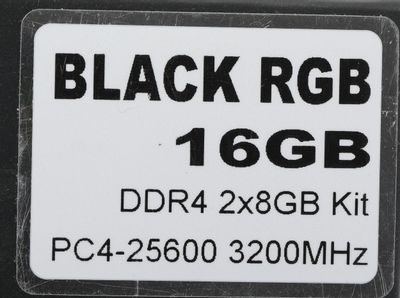 BLACK RGB
16GB
DDR4 2x8GB Kit
PC4-25600 3200MHz